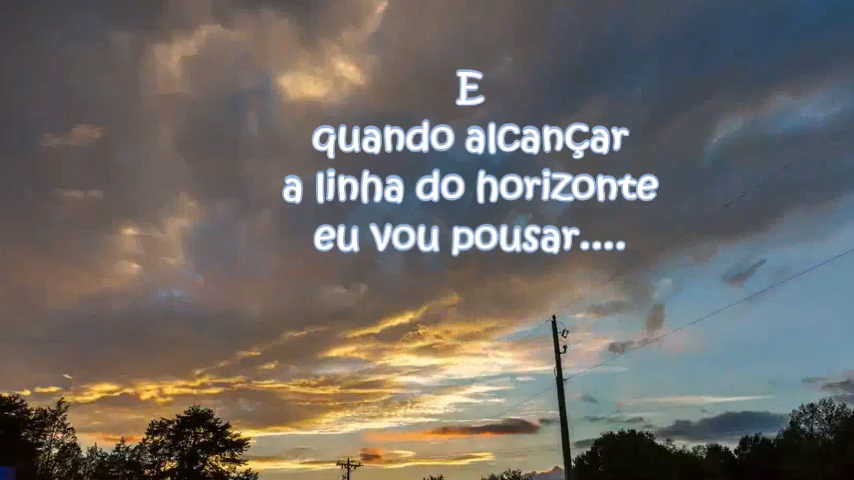 E
quando alcançar
a linha do horizonte
eu vou pousar....